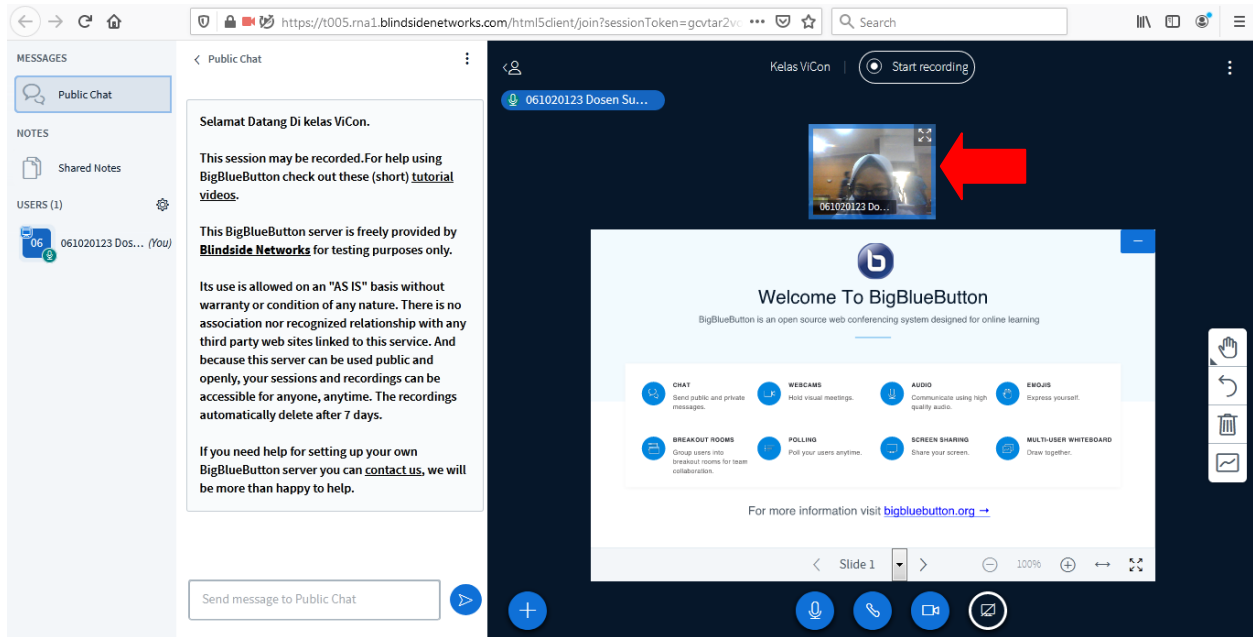 https://t005.rna1.blindsidenetworks.com/html5client/join?sessionToken=gcvtar2v
Search
MESSAGES
Public Chat
NOTES
Shared Notes
USERS (1)
06
061020123 Dos... (You)
Public Chat
Selamat Datang Di kelas ViCon.
This session may be recorded.For help using
BigBlueButton check out these (short) tutorial
videos.
This BigBlueButton server is freely provided by
Blindside Networks for testing purposes only.
Its use is allowed on an "AS IS" basis without
warranty or condition of any nature. There is no
association nor recognized relationship with any
third party web sites linked to this service. And
because this server can be used public and
openly, your sessions and recordings can be
accessible for anyone, anytime. The recordings
automatically delete after 7 days.
If you need help for setting up your own
BigBlueButton server you can contact us, we will
be more than happy to help.
Send message to Public Chat
Kelas ViCon
Start recording
061020123 Dosen Su...
061020123 Do...
b
Welcome To BigBlueButton
BigBlueButton is an open source web conferencing system designed for online learning
CHAT
Send public and private
messages.
WEBCAMS
Hold visual meetings.
AUDIO
Communicate using high
quality audio.
EMOJIS
Express yourself.
BREAKOUT ROOMS
Group users into
breakout rooms for team
collaboration.
POLLING
Poll your users anytime.
SCREEN SHARING
Share your screen.
MULTI-USER WHITEBOARD
Draw together.
For more information visit bigbluebutton.org →
Slide 1
100%